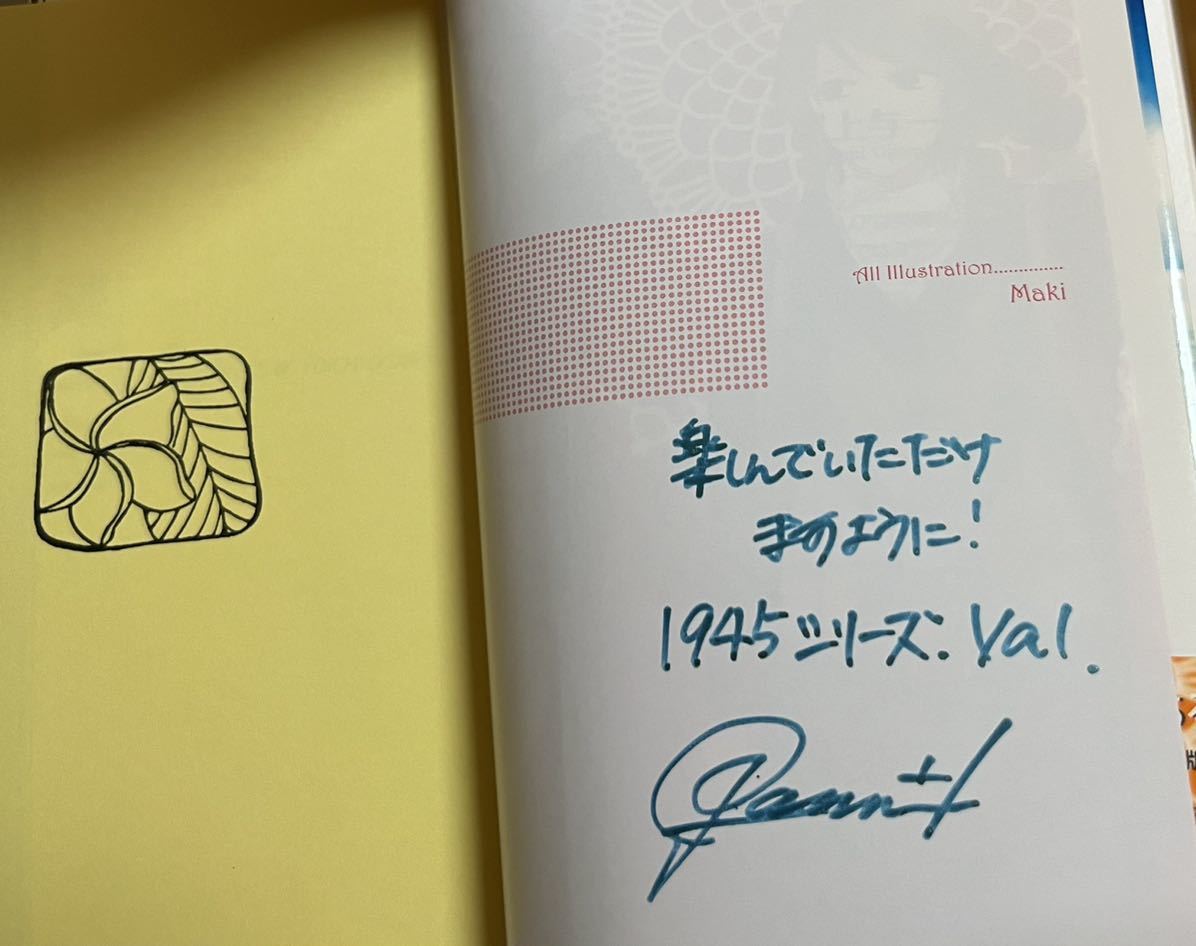 All Illustration..............
Maki
楽しんでいただけ
ますように!
1945シリーズ. Val.